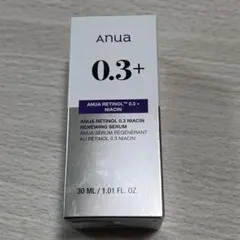 Anua
0.3+
ANUA RETINOL™ 0.3 +
NIACIN
ANUA RETINOL 0.3 NIACIN
RENEWING SERUM
ANUA SÉRUM RÉGÉNÉRANT
AU RÉTINOL 0.3 NIACIN
30 ML / 1.01 FL. OZ.